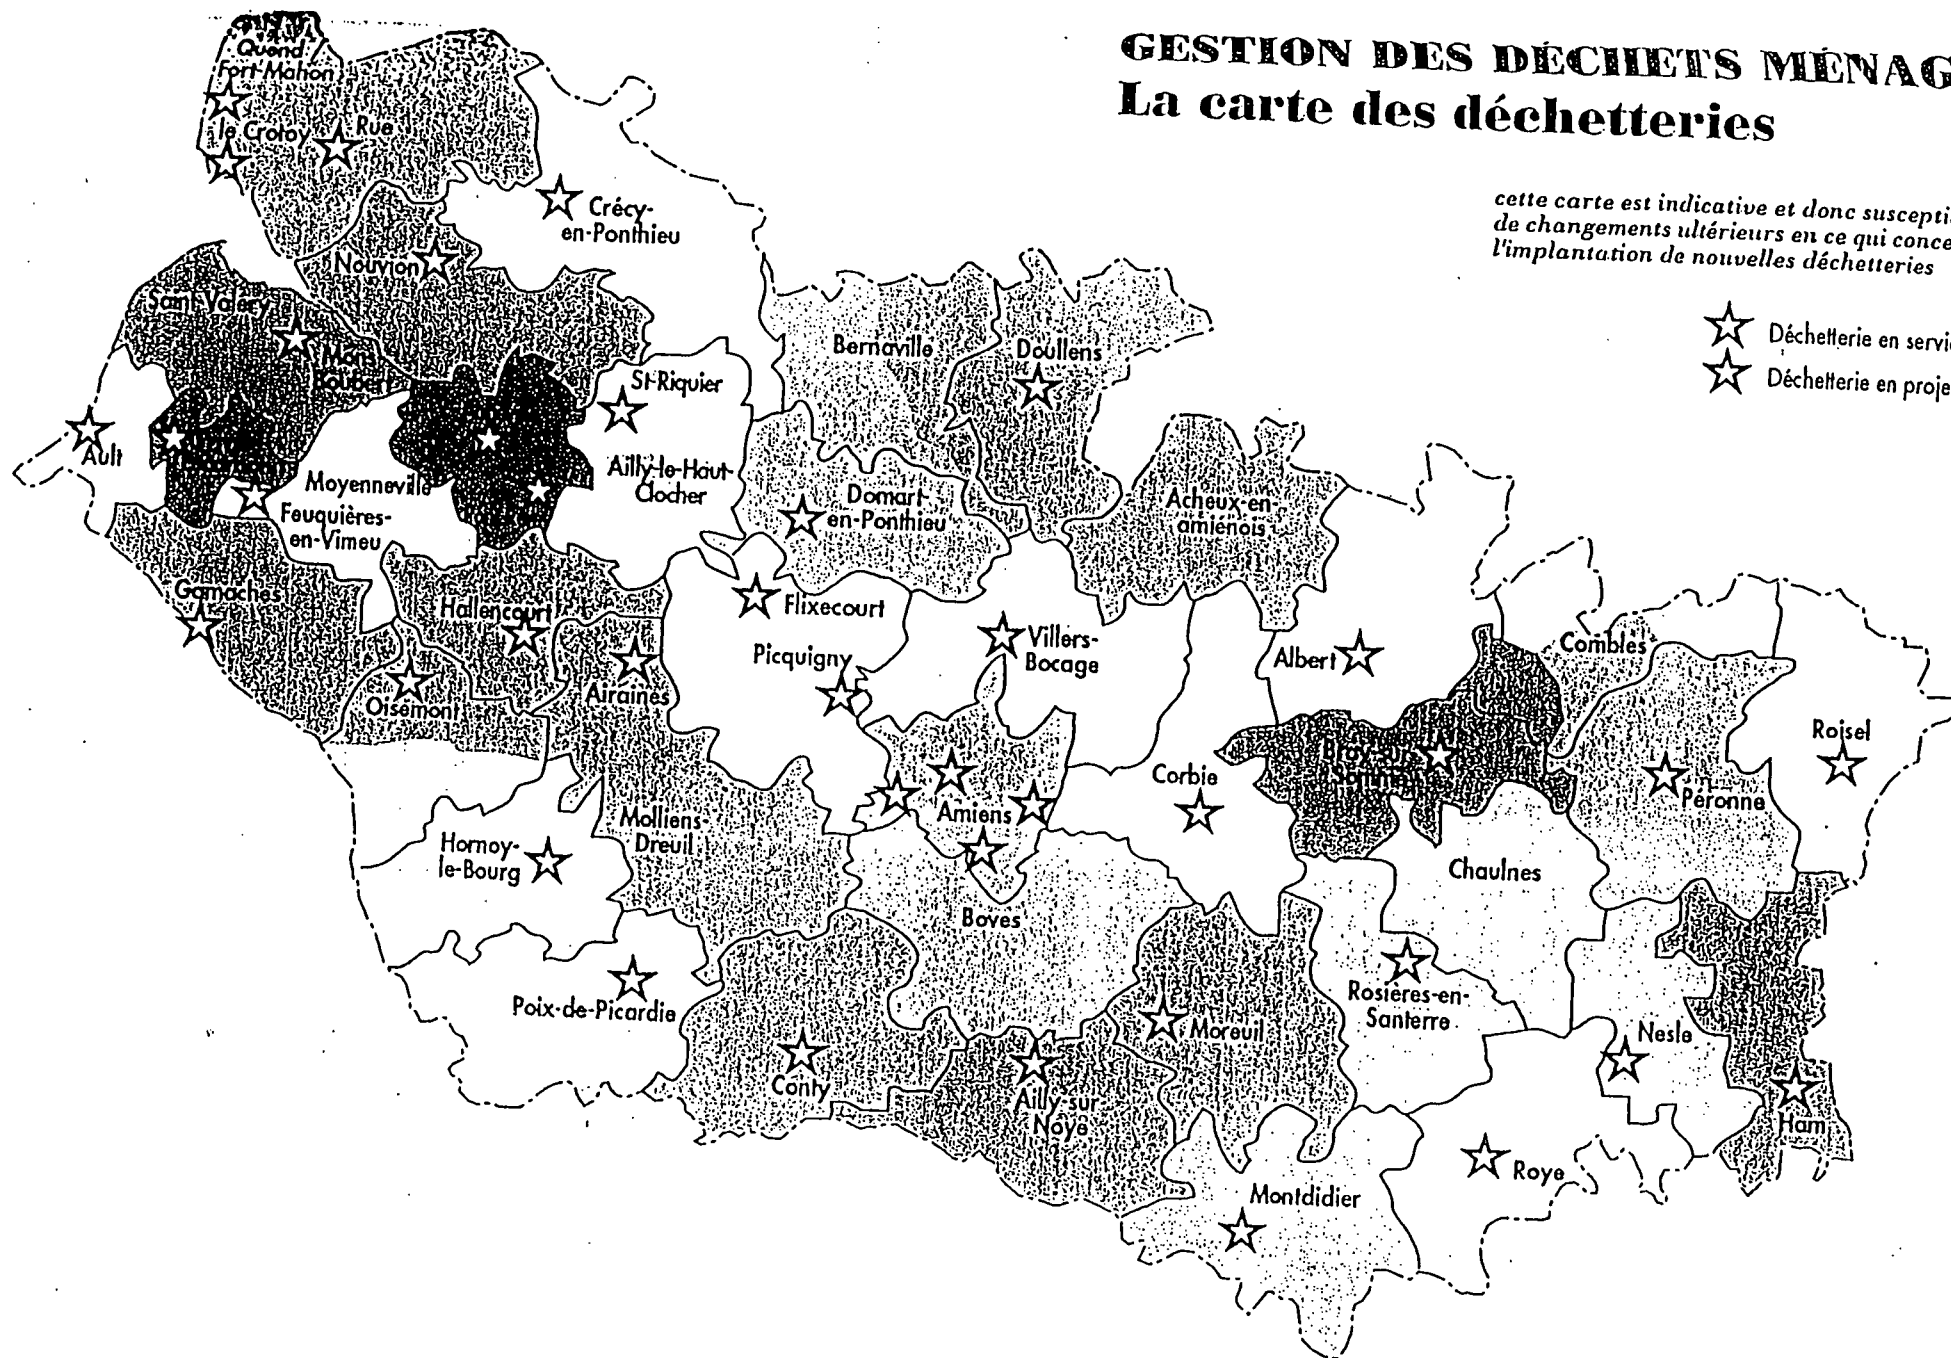 GESTION DES DÉCHETS MÉNAG
La carte des déchetteries
cette carte est indicative et donc suscepti
de changements ultérieurs en ce qui conce
l'implantation de nouvelles déchetteries
Déchetterie en servi
Déchetterie en proje
Quend
Fort-Mahon
le Crotoy
Rue
Crécy-
en-Ponthieu
Nouvion
Saint-Valery
Mons
Boubert
Bernaville
Doullens
St-Riquier
Ault
Ailly-le-Haut-
Clocher
Moyenneville
Feuquières-
en-Vimeu
Domart-
en-Ponthieu
Acheux-en-
amiénois
Gamaches
Hallencourt
Flixecourt
Picquigny
Villers-
Bocage
Albert
Combles
Oisemont
Airaines
Roisel
Bray-sur-
Somme
Corbie
Péronne
Amiens
Molliens-
Dreuil
Hornoy-
le-Bourg
Chaulnes
Boves
Poix-de-Picardie
Rosières-en-
Santerre
Moreuil
Nesle
Conty
Ailly-sur-
Noye
Ham
Roye
Montdidier